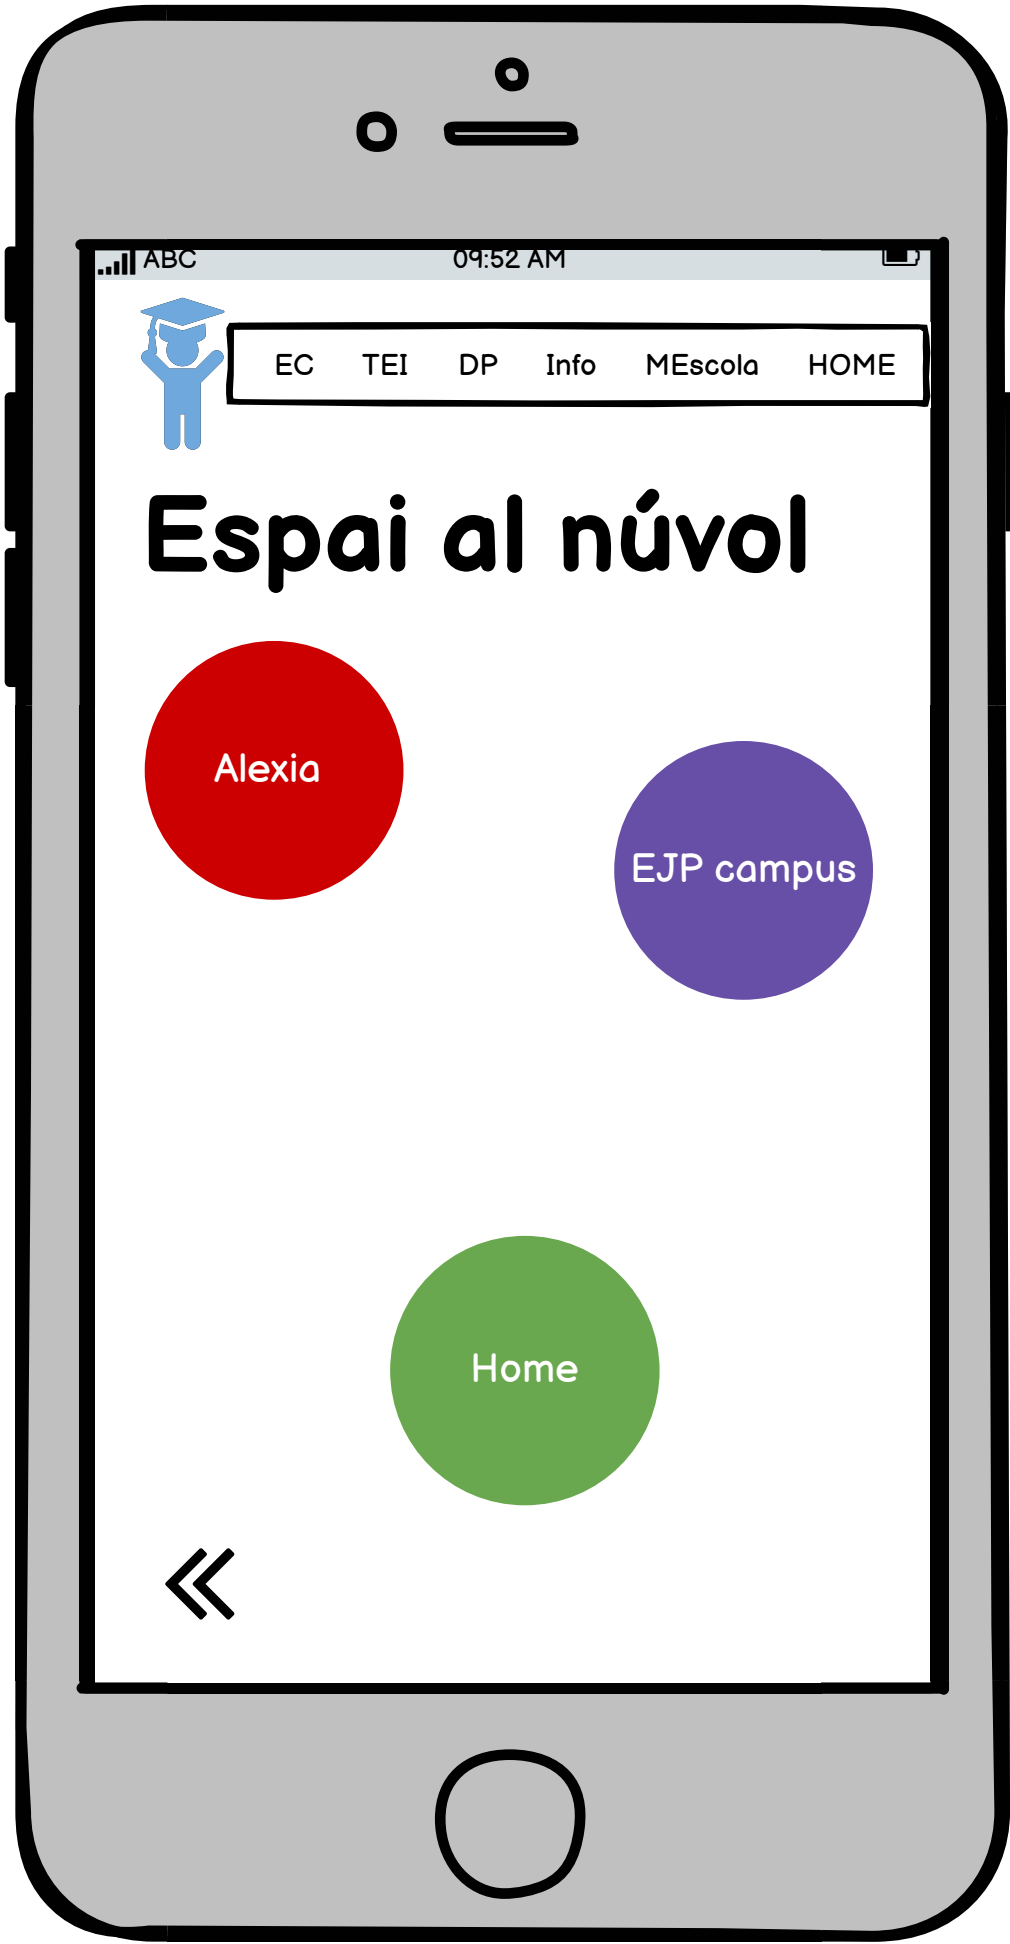 ABC 09:52 AM
EC TEI DP Info MEscola HOME
Espai al núvol
Alexia
EJP campus
Home